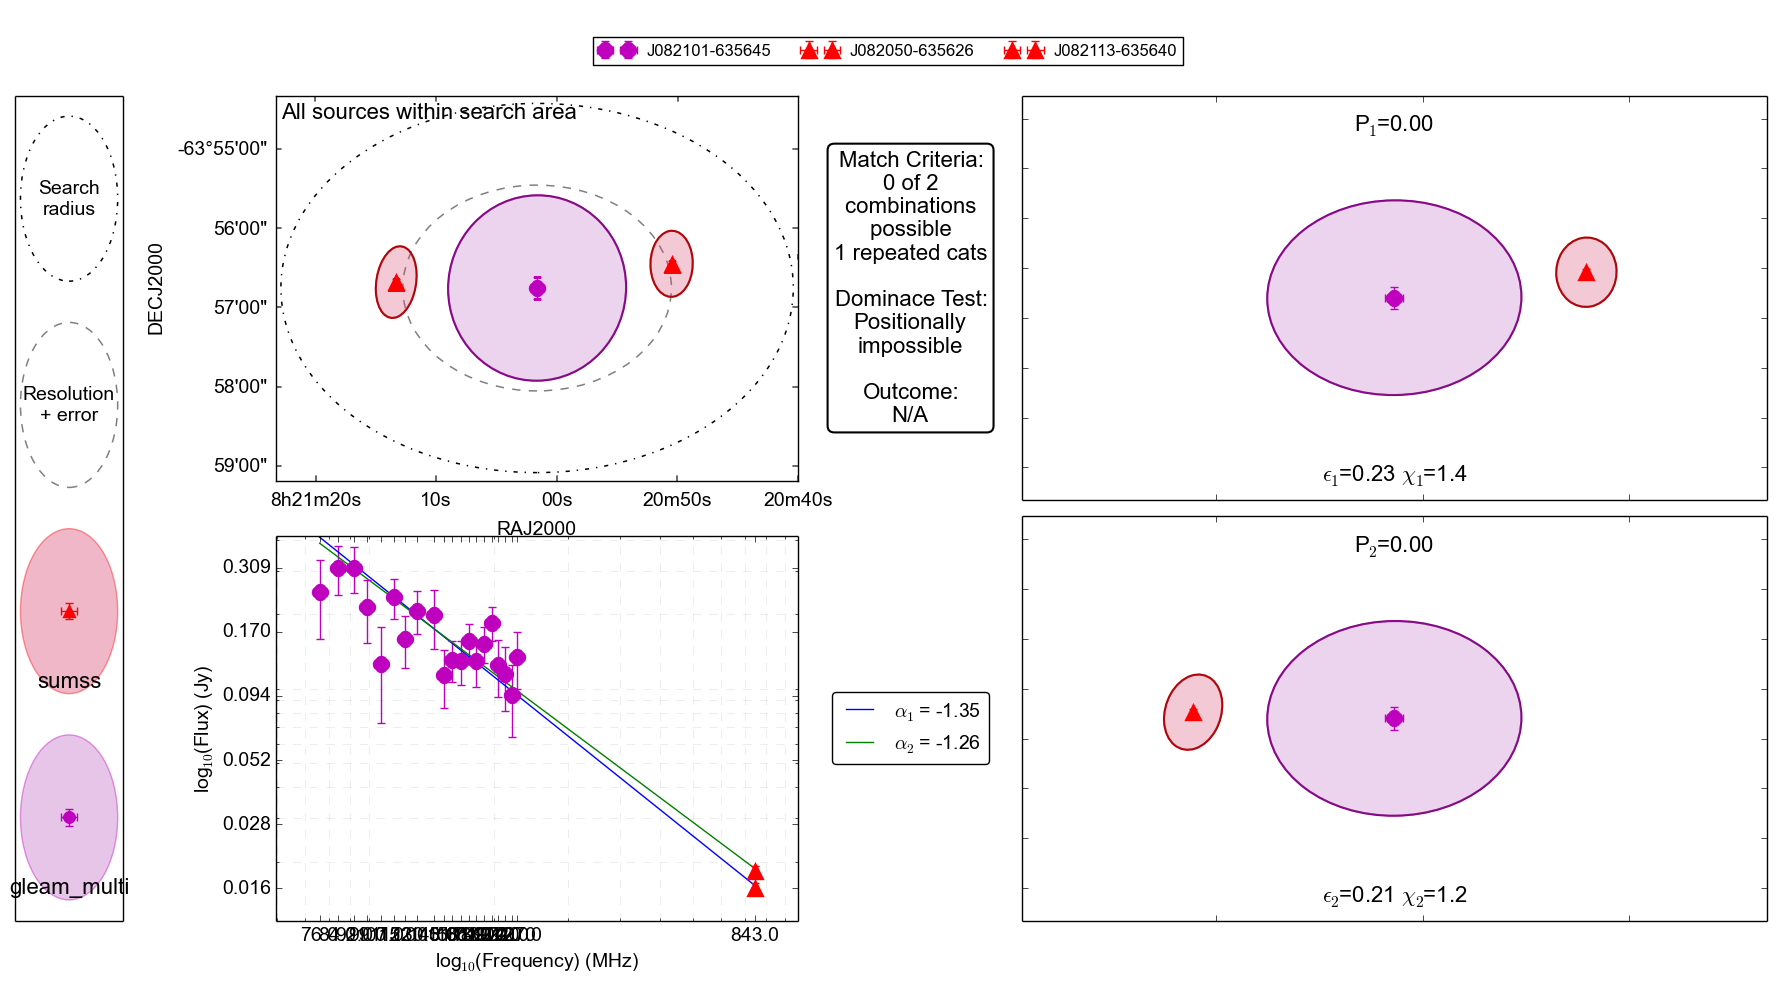 J082101-635645 J082050-635626 J082113-635640
Search
radius
Resolution
+ error
sumss
gleam_multi
All sources within search area
DECJ2000
-63°55'00"
56'00"
57'00"
58'00"
59'00"
8h21m20s 10s 00s 20m50s 20m40s
RAJ2000
Match Criteria:
0 of 2
combinations
possible
1 repeated cats
Dominace Test:
Positionally
impossible
Outcome:
N/A
P1=0.00
ϵ1=0.23 χ1=1.4
log10(Flux) (Jy)
0.309
0.170
0.094
0.052
0.028
0.016
843.0
log10(Frequency) (MHz)
α1 = -1.35
α2 = -1.26
P2=0.00
ϵ2=0.21 χ2=1.2